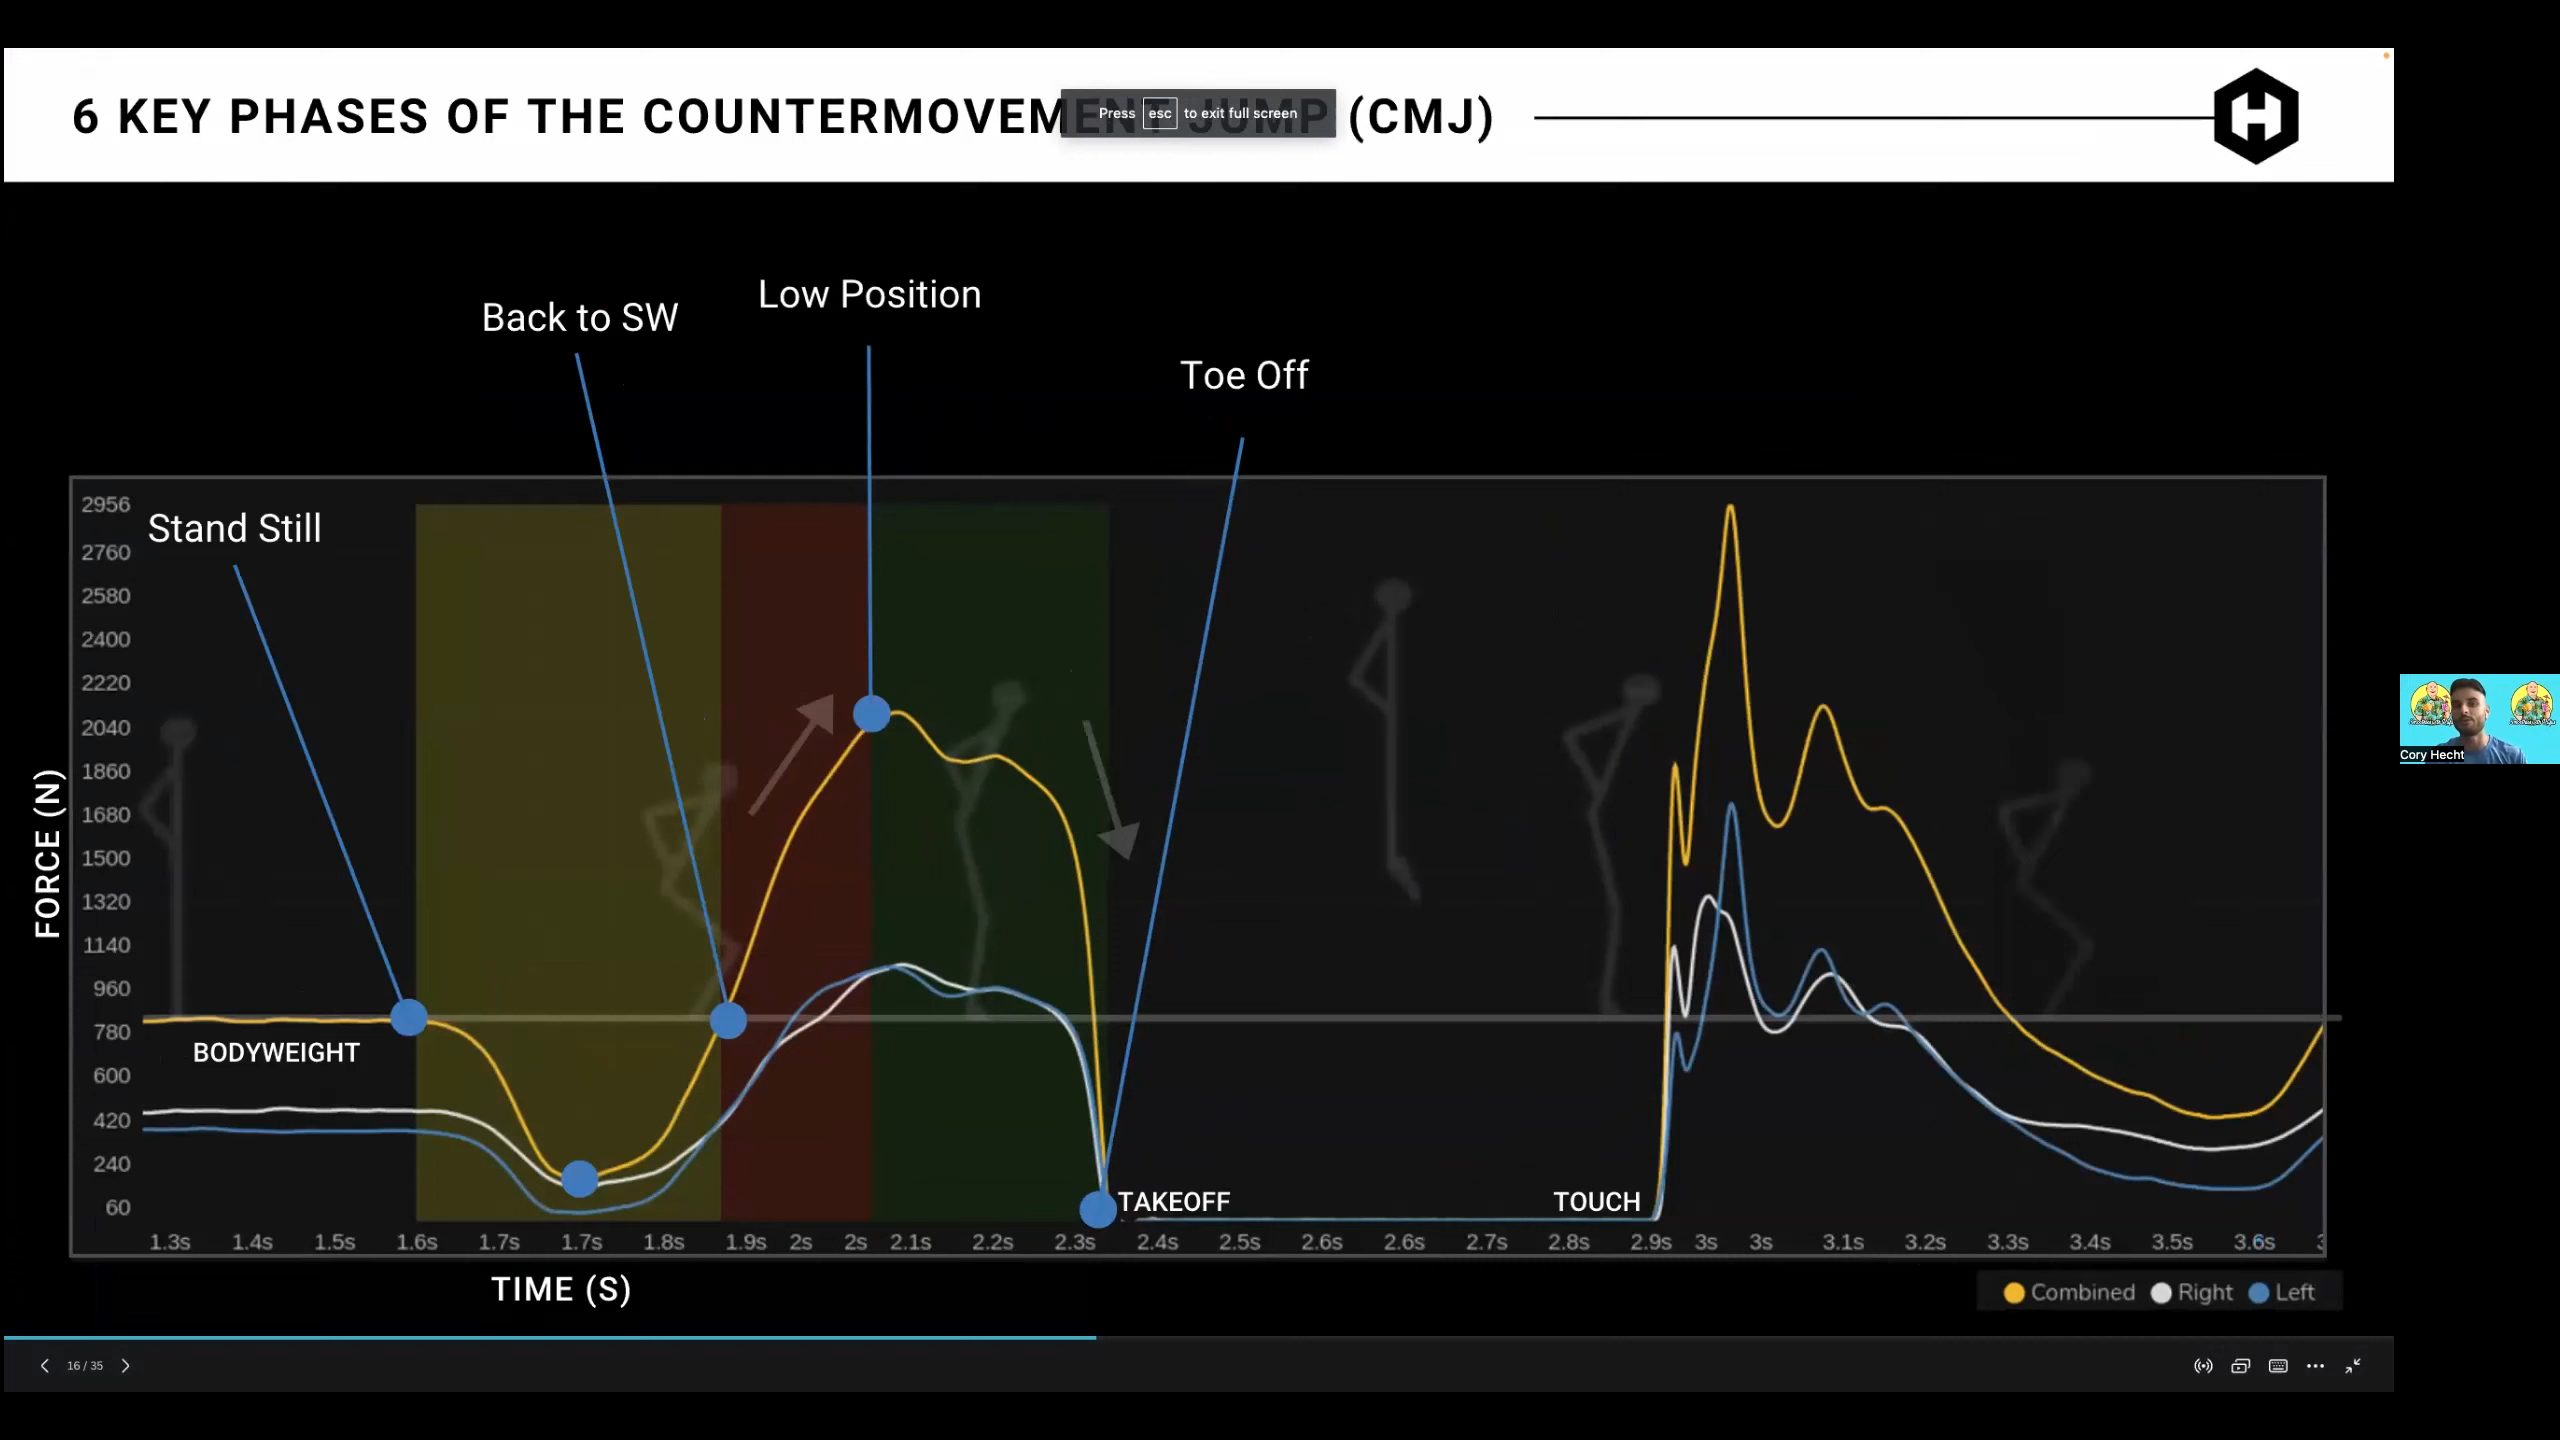 6 KEY PHASES OF THE COUNTERMOVEMENT JUMP (CMJ)
Press esc to exit full screen
Low Position
Back to SW
Toe Off
Stand Still
2956
2760
2580
2400
2220
2040
1860
1680
1500
1320
1140
960
780
600
420
240
60
FORCE (N)
BODYWEIGHT
TAKEOFF
TOUCH
1.3s 1.4s 1.5s 1.6s 1.7s 1.7s 1.8s 1.9s 2s 2s 2.1s 2.2s 2.3s 2.4s 2.5s 2.6s 2.6s 2.7s 2.8s 2.9s 3s 3s 3.1s 3.2s 3.3s 3.4s 3.5s 3.6s
TIME (S)
Combined Right Left
16 / 35
Cory Hecht